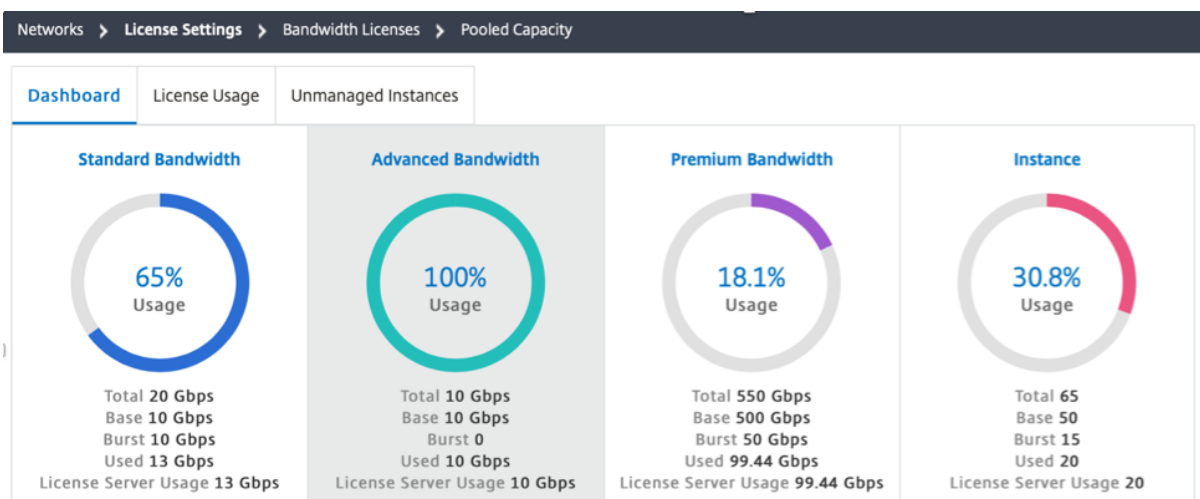 Networks > License Settings > Bandwidth Licenses > Pooled Capacity
Dashboard License Usage Unmanaged Instances
Standard Bandwidth
65%
Usage
Total 20 Gbps
Base 10 Gbps
Burst 10 Gbps
Used 13 Gbps
License Server Usage 13 Gbps
Advanced Bandwidth
100%
Usage
Total 10 Gbps
Base 10 Gbps
Burst 0
Used 10 Gbps
License Server Usage 10 Gbps
Premium Bandwidth
18.1%
Usage
Total 550 Gbps
Base 500 Gbps
Burst 50 Gbps
Used 99.44 Gbps
License Server Usage 99.44 Gbps
Instance
30.8%
Usage
Total 65
Base 50
Burst 15
Used 20
License Server Usage 20